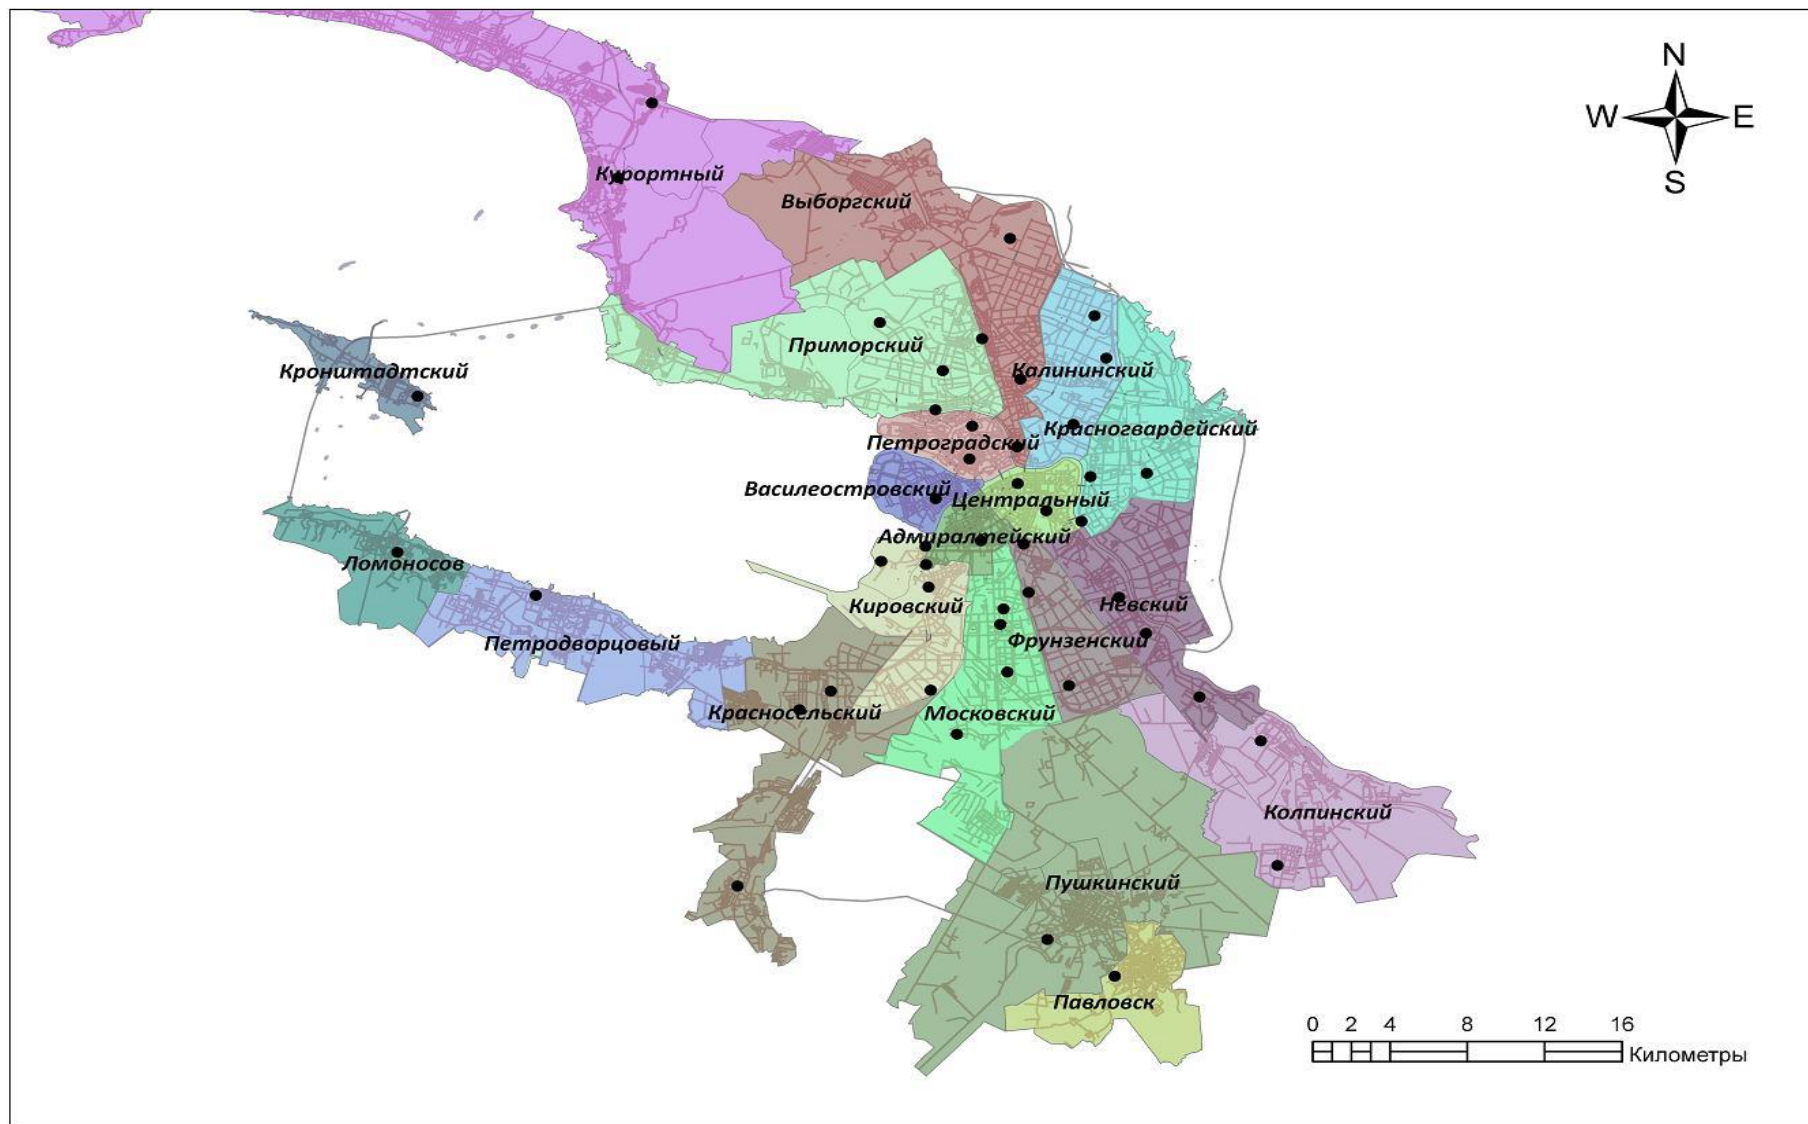 N
W E
S
Курортный
Выборгский
Приморский
Кронштадтский
Калининский
Красногвардейский
Петроградский
Василеостровский
Центральный
Адмиралтейский
Ломоносов
Кировский
Невский
Петродворцовый
Фрунзенский
Красносельский
Московский
Колпинский
Пушкинский
Павловск
0 2 4 8 12 16
Километры